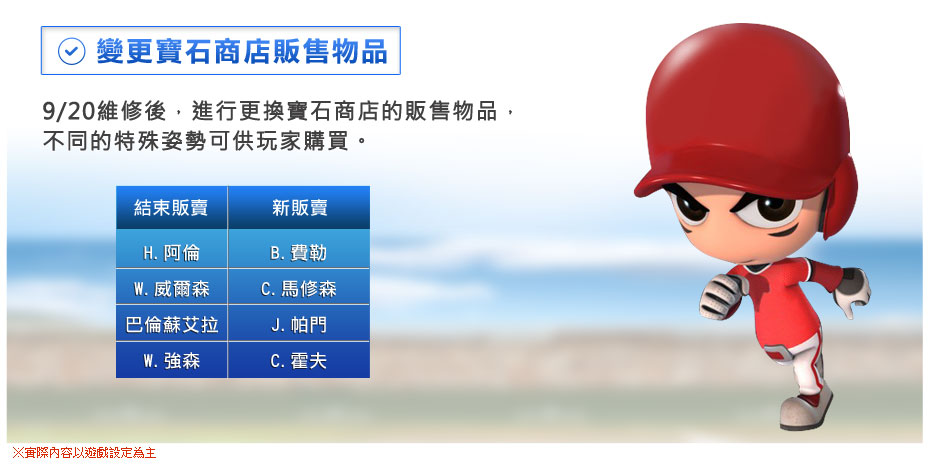 變更寶石商店販售物品
9/20維修後，進行更換寶石商店的販售物品，
不同的特殊姿勢可供玩家購買。
結束販賣 新販賣
H. 阿倫 B. 費勒
W. 威爾森 C. 馬修森
巴倫蘇艾拉 J. 帕門
W. 強森 C. 霍夫
※實際內容以遊戲設定為主